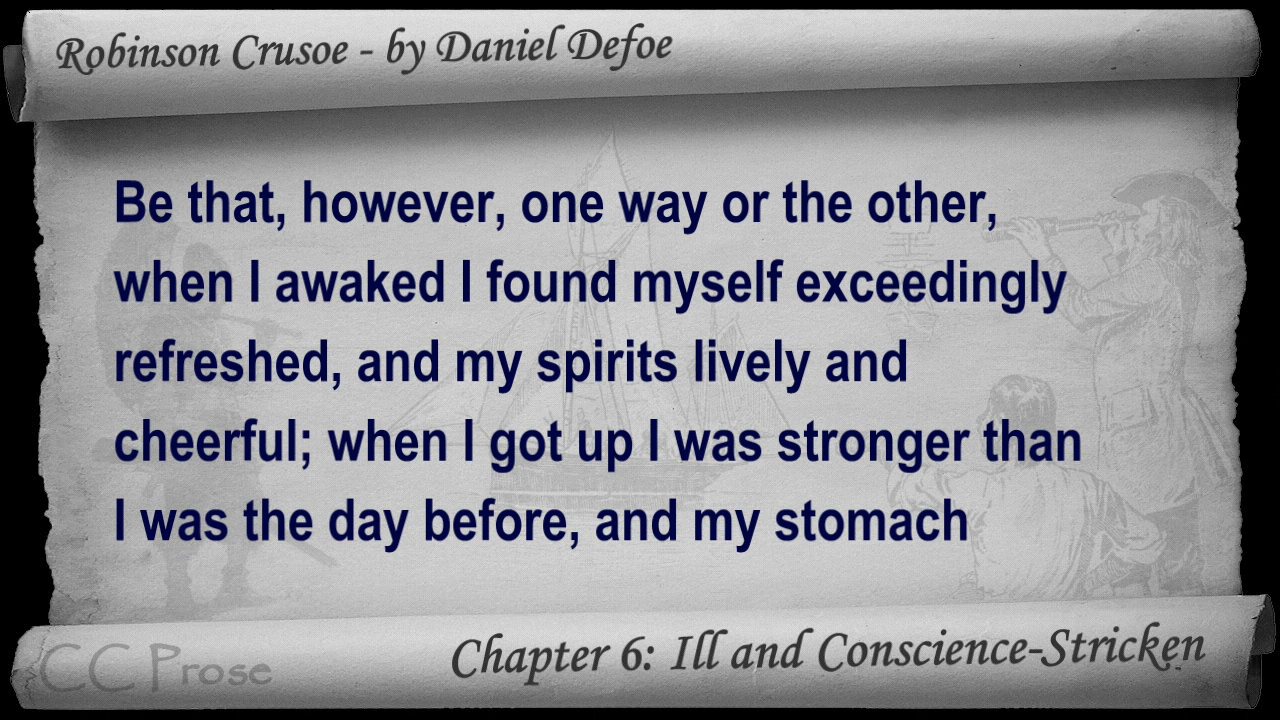 Robinson Crusoe - by Daniel Defoe
Be that, however, one way or the other,
when I awaked I found myself exceedingly
refreshed, and my spirits lively and
cheerful; when I got up I was stronger than
I was the day before, and my stomach
Chapter 6: Ill and Conscience-Stricken
CC Prose